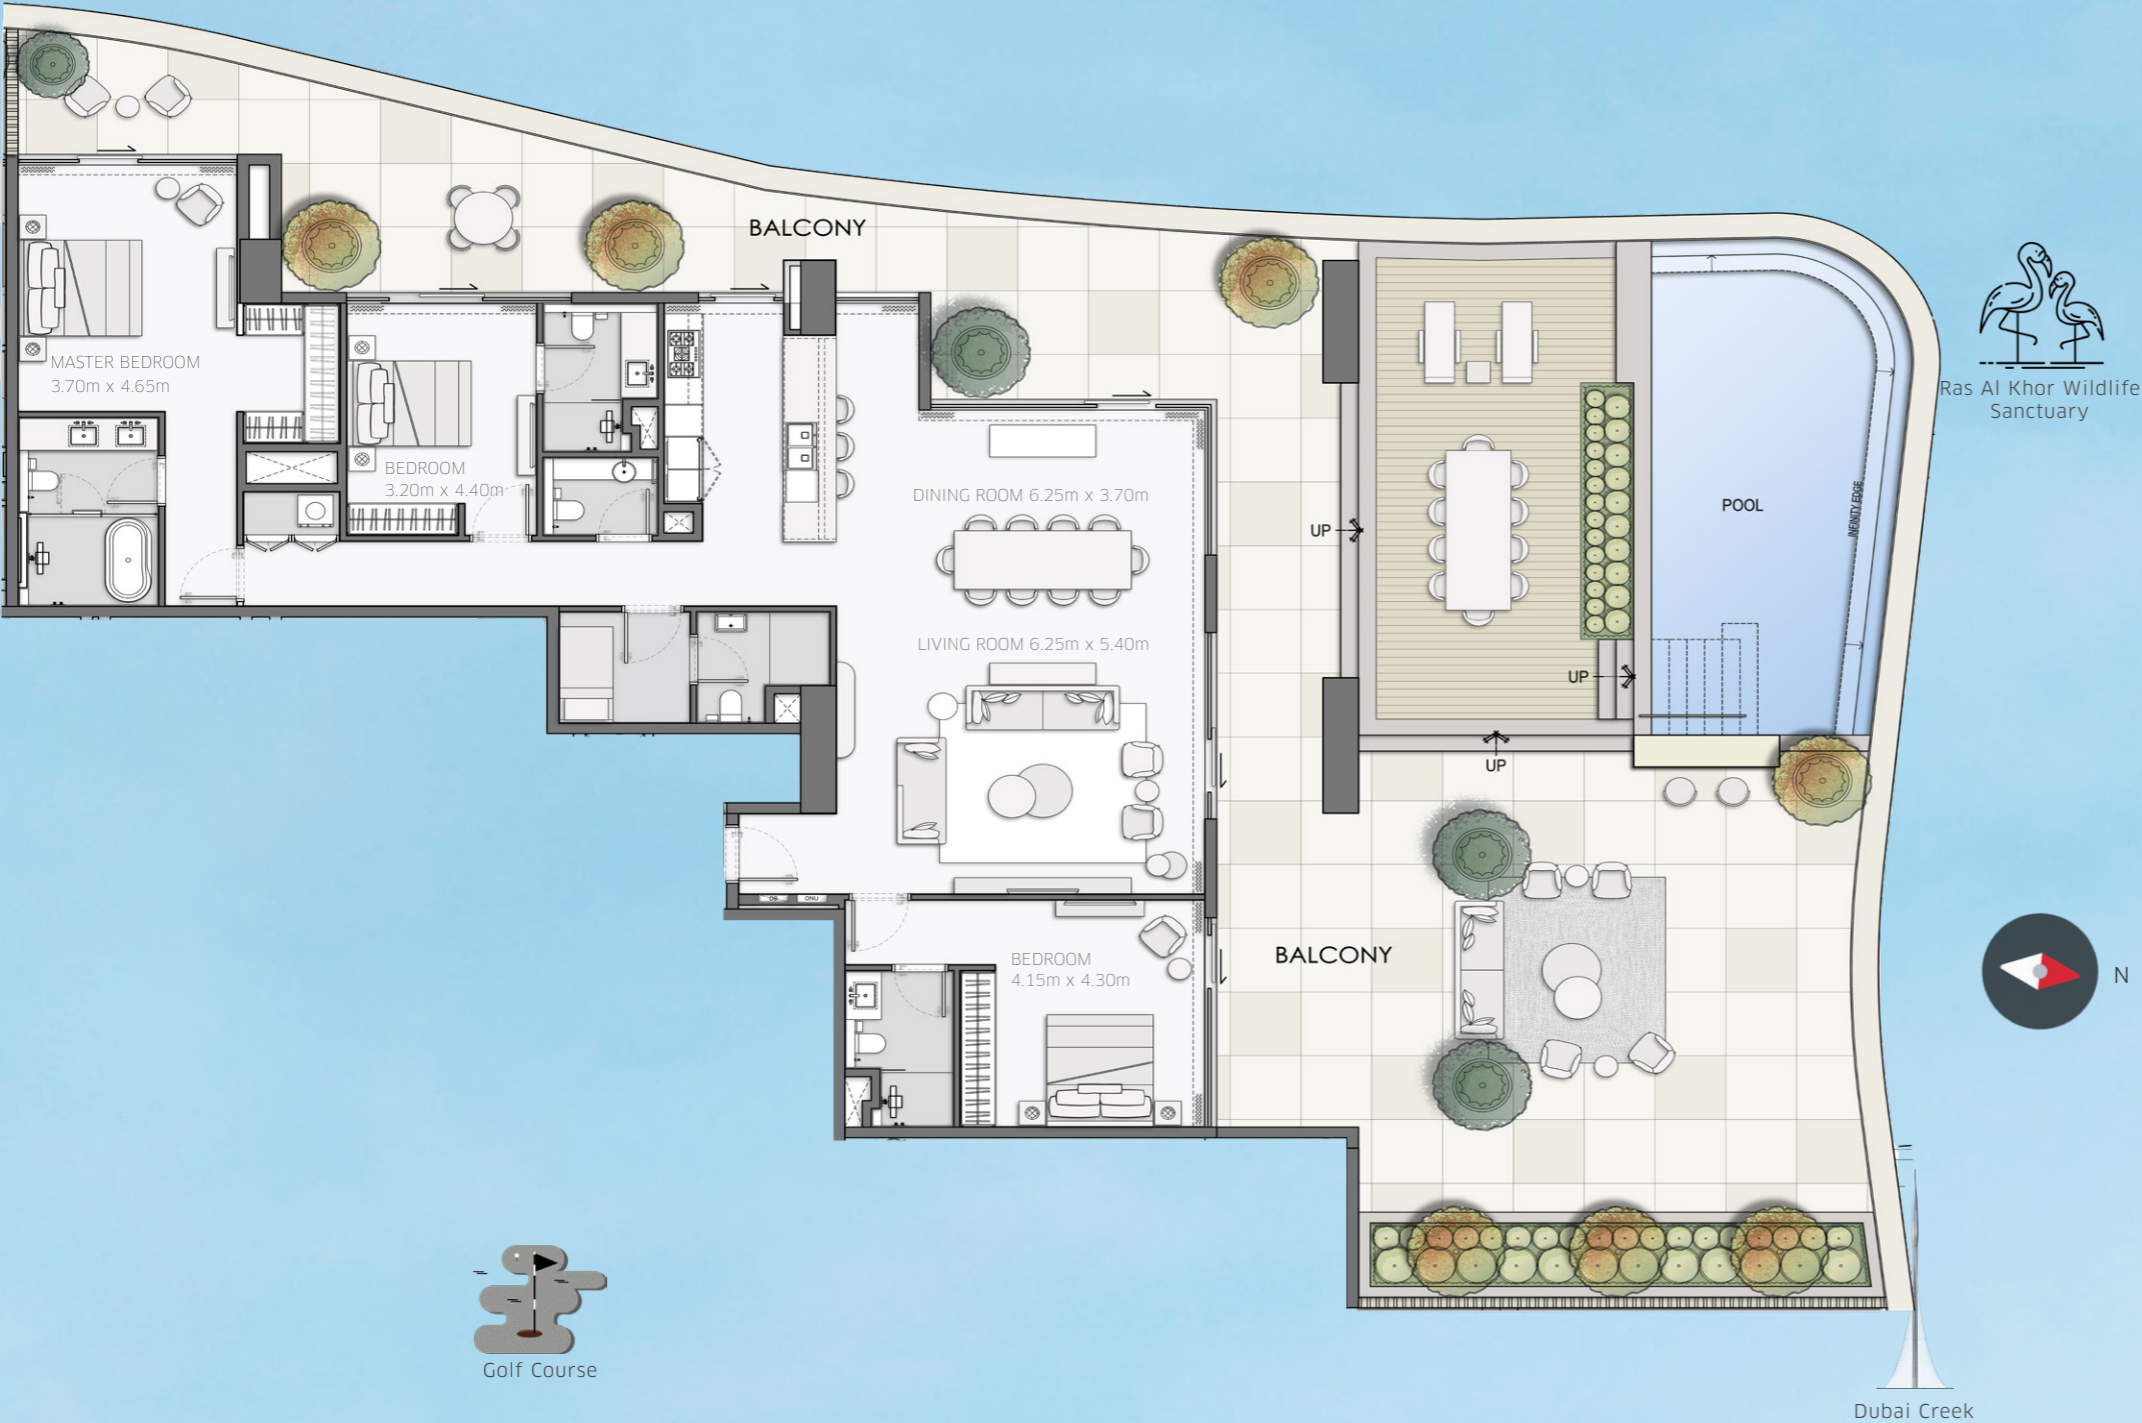 BALCONY
MASTER BEDROOM
3.70m x 4.65m
BEDROOM
3.20m x 4.40m
DINING ROOM 6.25m x 3.70m
LIVING ROOM 6.25m x 5.40m
UP
POOL
INFINITY EDGE
UP
UP
Ras Al Khor Wildlife
Sanctuary
DB
ONU
BEDROOM
4.15m x 4.30m
BALCONY
N
Golf Course
Dubai Creek